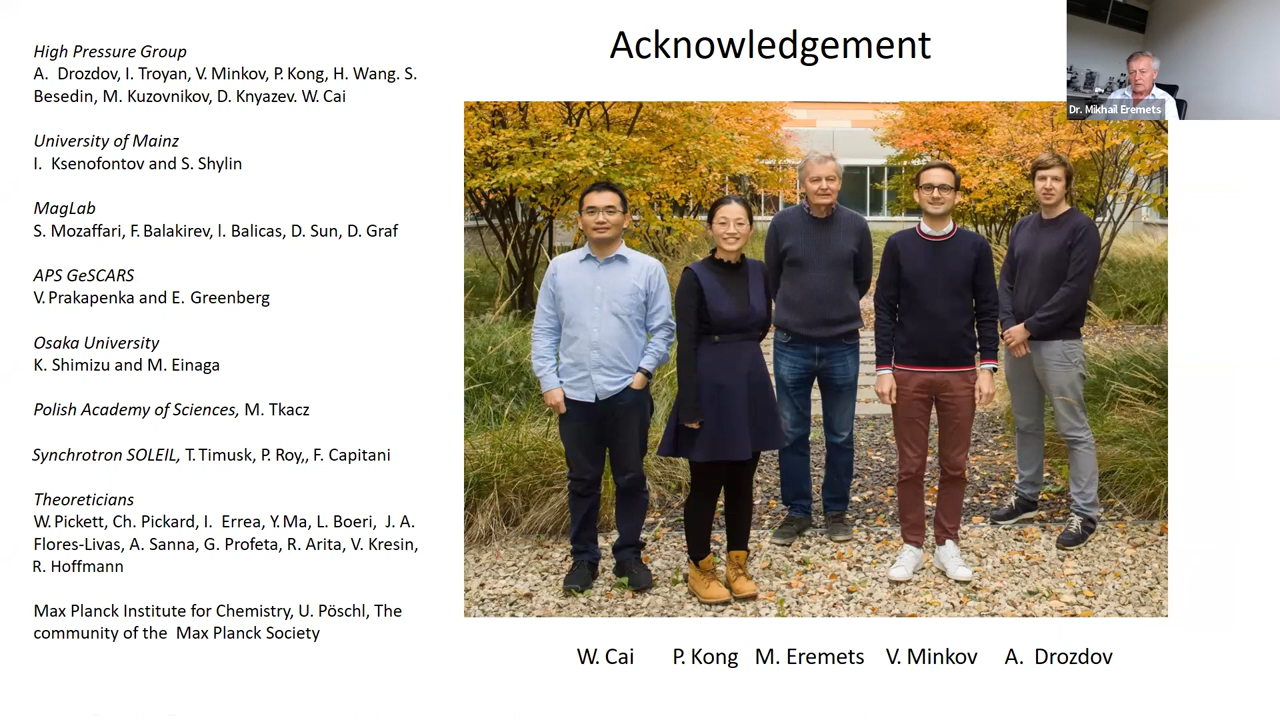 Acknowledgement
High Pressure Group
A. Drozdov, I. Troyan, V. Minkov, P. Kong, H. Wang. S.
Besedin, M. Kuzovnikov, D. Knyazev. W. Cai
University of Mainz
I. Ksenofontov and S. Shylin
MagLab
S. Mozaffari, F. Balakirev, l. Balicas, D. Sun, D. Graf
APS GeSCARS
V. Prakapenka and E. Greenberg
Osaka University
K. Shimizu and M. Einaga
Polish Academy of Sciences, M. Tkacz
Synchrotron SOLEIL, T. Timusk, P. Roy,, F. Capitani
Theoreticians
W. Pickett, Ch. Pickard, I. Errea, Y. Ma, L. Boeri, J. A.
Flores-Livas, A. Sanna, G. Profeta, R. Arita, V. Kresin,
R. Hoffmann
Max Planck Institute for Chemistry, U. Pöschl, The
community of the Max Planck Society
Dr. Mikhail Eremets
W. Cai P. Kong M. Eremets V. Minkov A. Drozdov